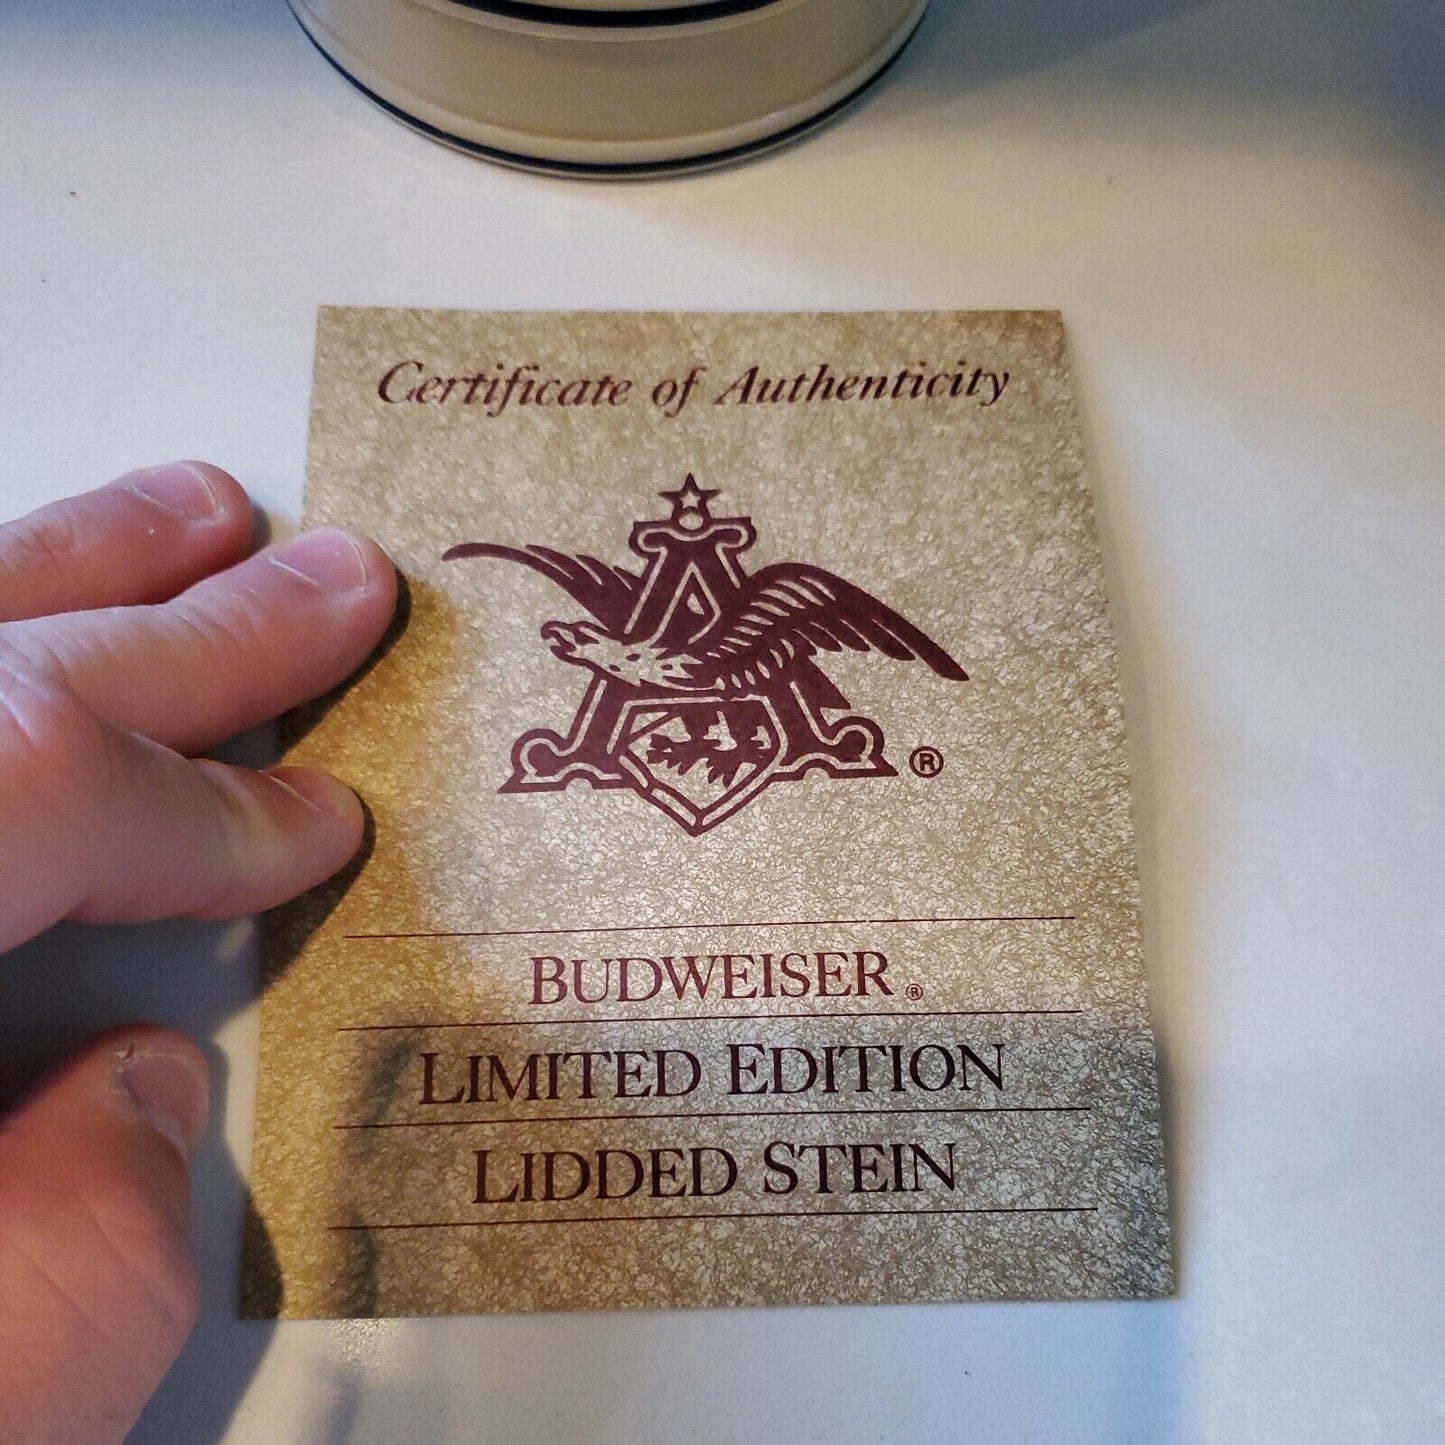 Certificate of Authenticity
A
®
BUDWEISER®
LIMITED EDITION
LIDDED STEIN